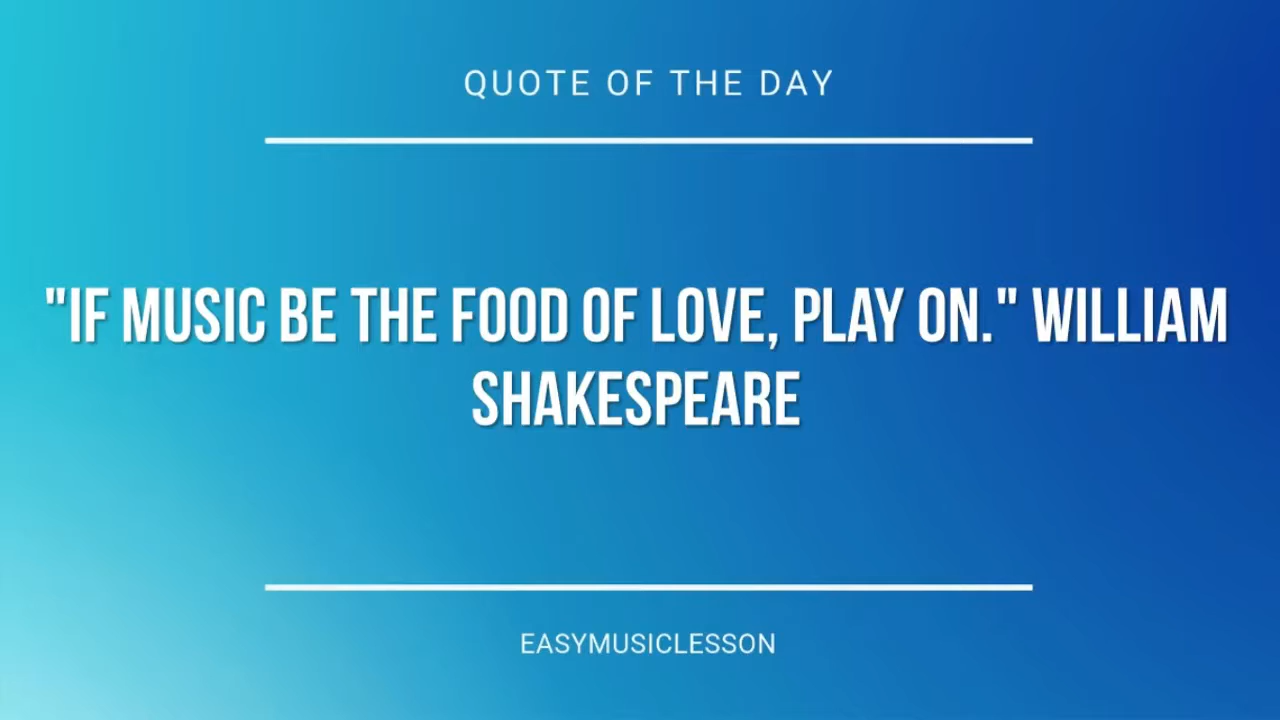 QUOTE OF THE DAY
"IF MUSIC BE THE FOOD OF LOVE, PLAY ON." WILLIAM
SHAKESPEARE
EASYMUSICLESSON